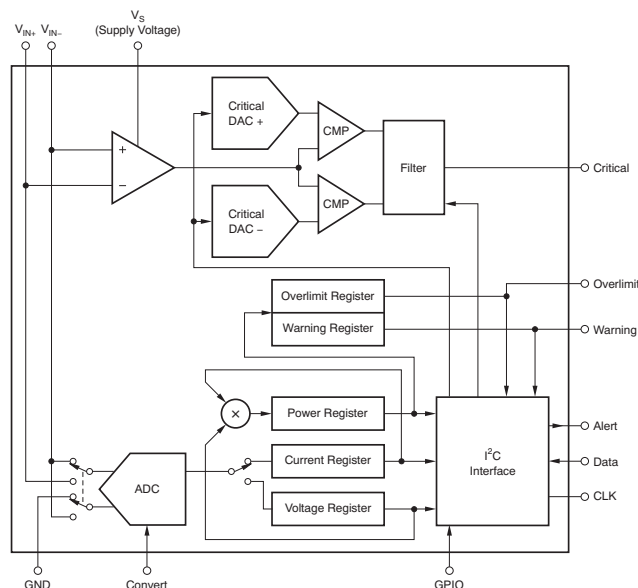 V_S
(Supply Voltage)
V_IN+ V_IN−
Critical
DAC +
CMP
Filter
Critical
+
−
CMP
Critical
DAC −
Overlimit
Overlimit Register
Warning Register
Warning
×
Power Register
Alert
Current Register
I²C
Interface
Data
ADC
Voltage Register
CLK
GND
Convert
GPIO